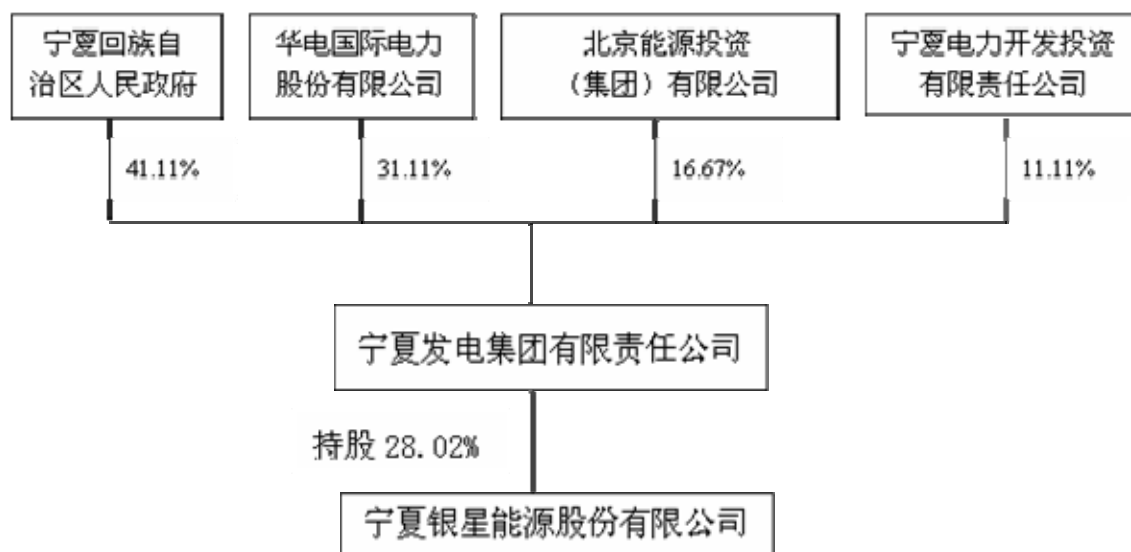 宁夏回族自
治区人民政府
华电国际电力
股份有限公司
北京能源投资
（集团）有限公司
宁夏电力开发投资
有限责任公司
41.11%
31.11%
16.67%
11.11%
宁夏发电集团有限责任公司
持股 28.02%
宁夏银星能源股份有限公司